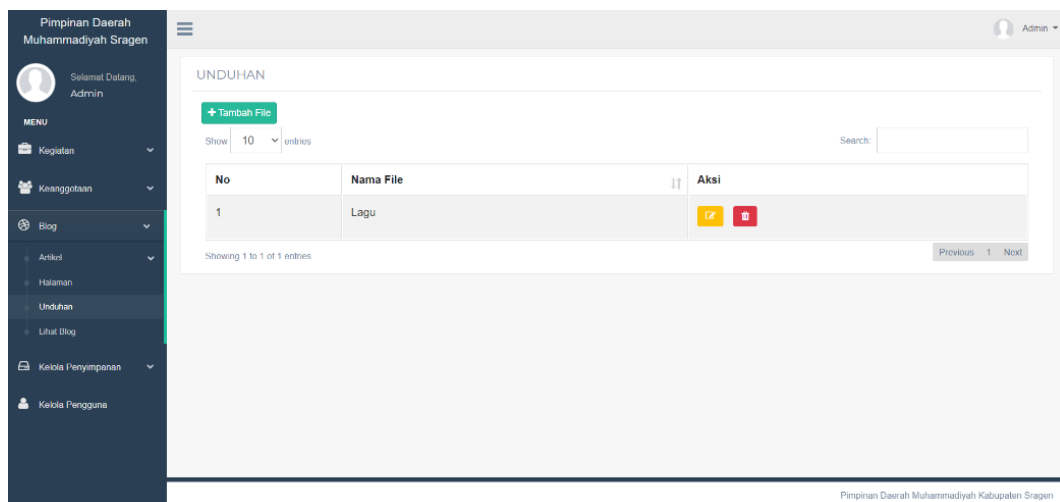 Pimpinan Daerah
Muhammadiyah Sragen
Selamat Datang,
Admin
MENU
Kegiatan
Keanggotaan
Blog
Artikel
Halaman
Unduhan
Lihat Blog
Kelola Penyimpanan
Kelola Pengguna
Admin
UNDUHAN
+ Tambah File
Show 10 entries
Search:
No Nama File Aksi
1 Lagu
Showing 1 to 1 of 1 entries
Previous 1 Next
Pimpinan Daerah Muhammadiyah Kabupaten Sragen